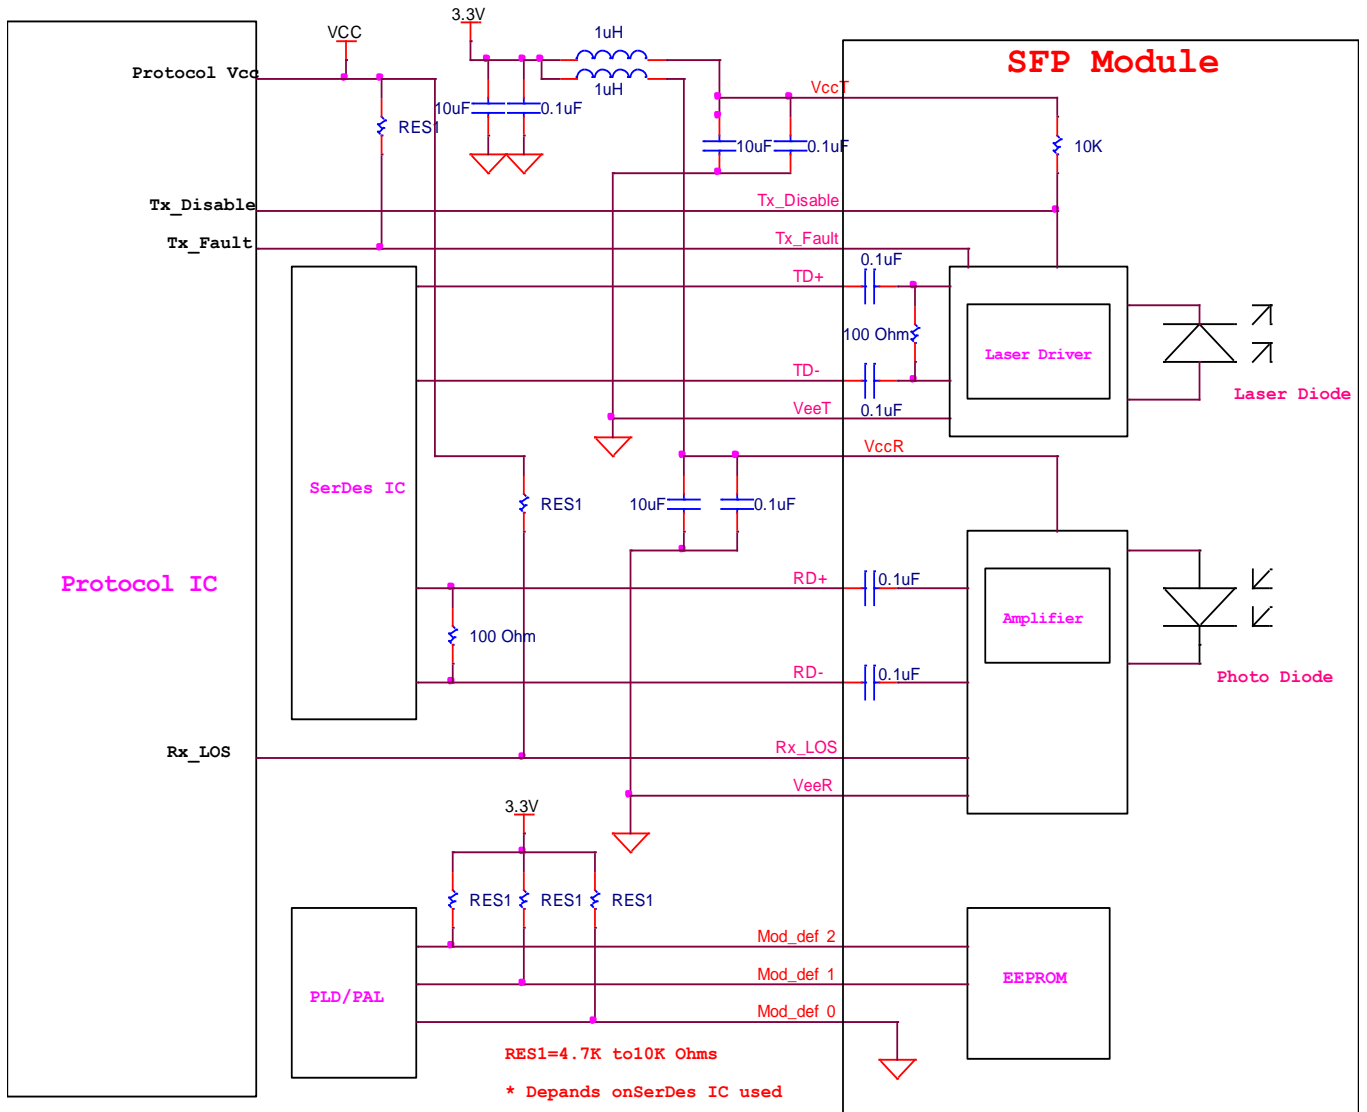 3.3V
VCC
1uH
SFP Module
Protocol Vcc
1uH
VccT
10uF
0.1uF
RES1
10uF
0.1uF
10K
Tx_Disable
Tx_Disable
Tx_Fault
Tx_Fault
0.1uF
TD+
100 Ohm
Laser Driver
TD-
Laser Diode
VeeT
0.1uF
VccR
SerDes IC
RES1
10uF
0.1uF
Protocol IC
RD+
0.1uF
Amplifier
100 Ohm
RD-
0.1uF
Photo Diode
Rx_LOS
Rx_LOS
VeeR
3.3V
RES1
RES1
RES1
Mod_def 2
Mod_def 1
EEPROM
PLD/PAL
Mod_def 0
RES1=4.7K to10K Ohms
* Depands onSerDes IC used